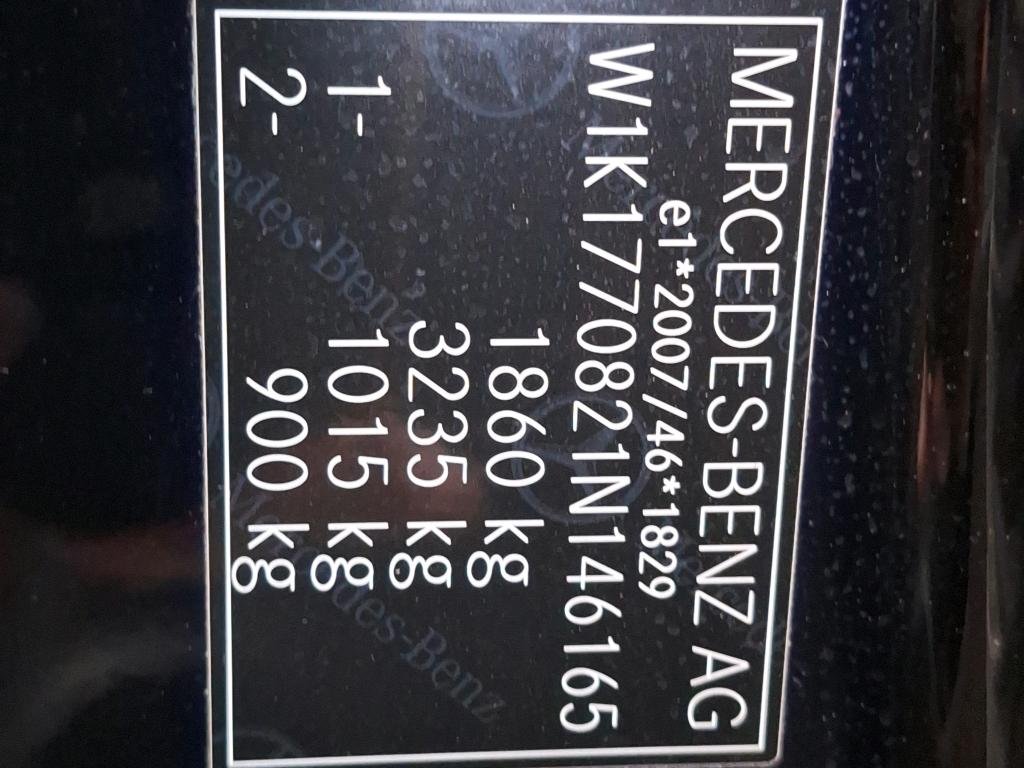 MERCEDES-BENZ AG
e1*2007/46*1829
W1K1770821N146165
1860 kg
3235 kg
1- 1015 kg
2- 900 kg